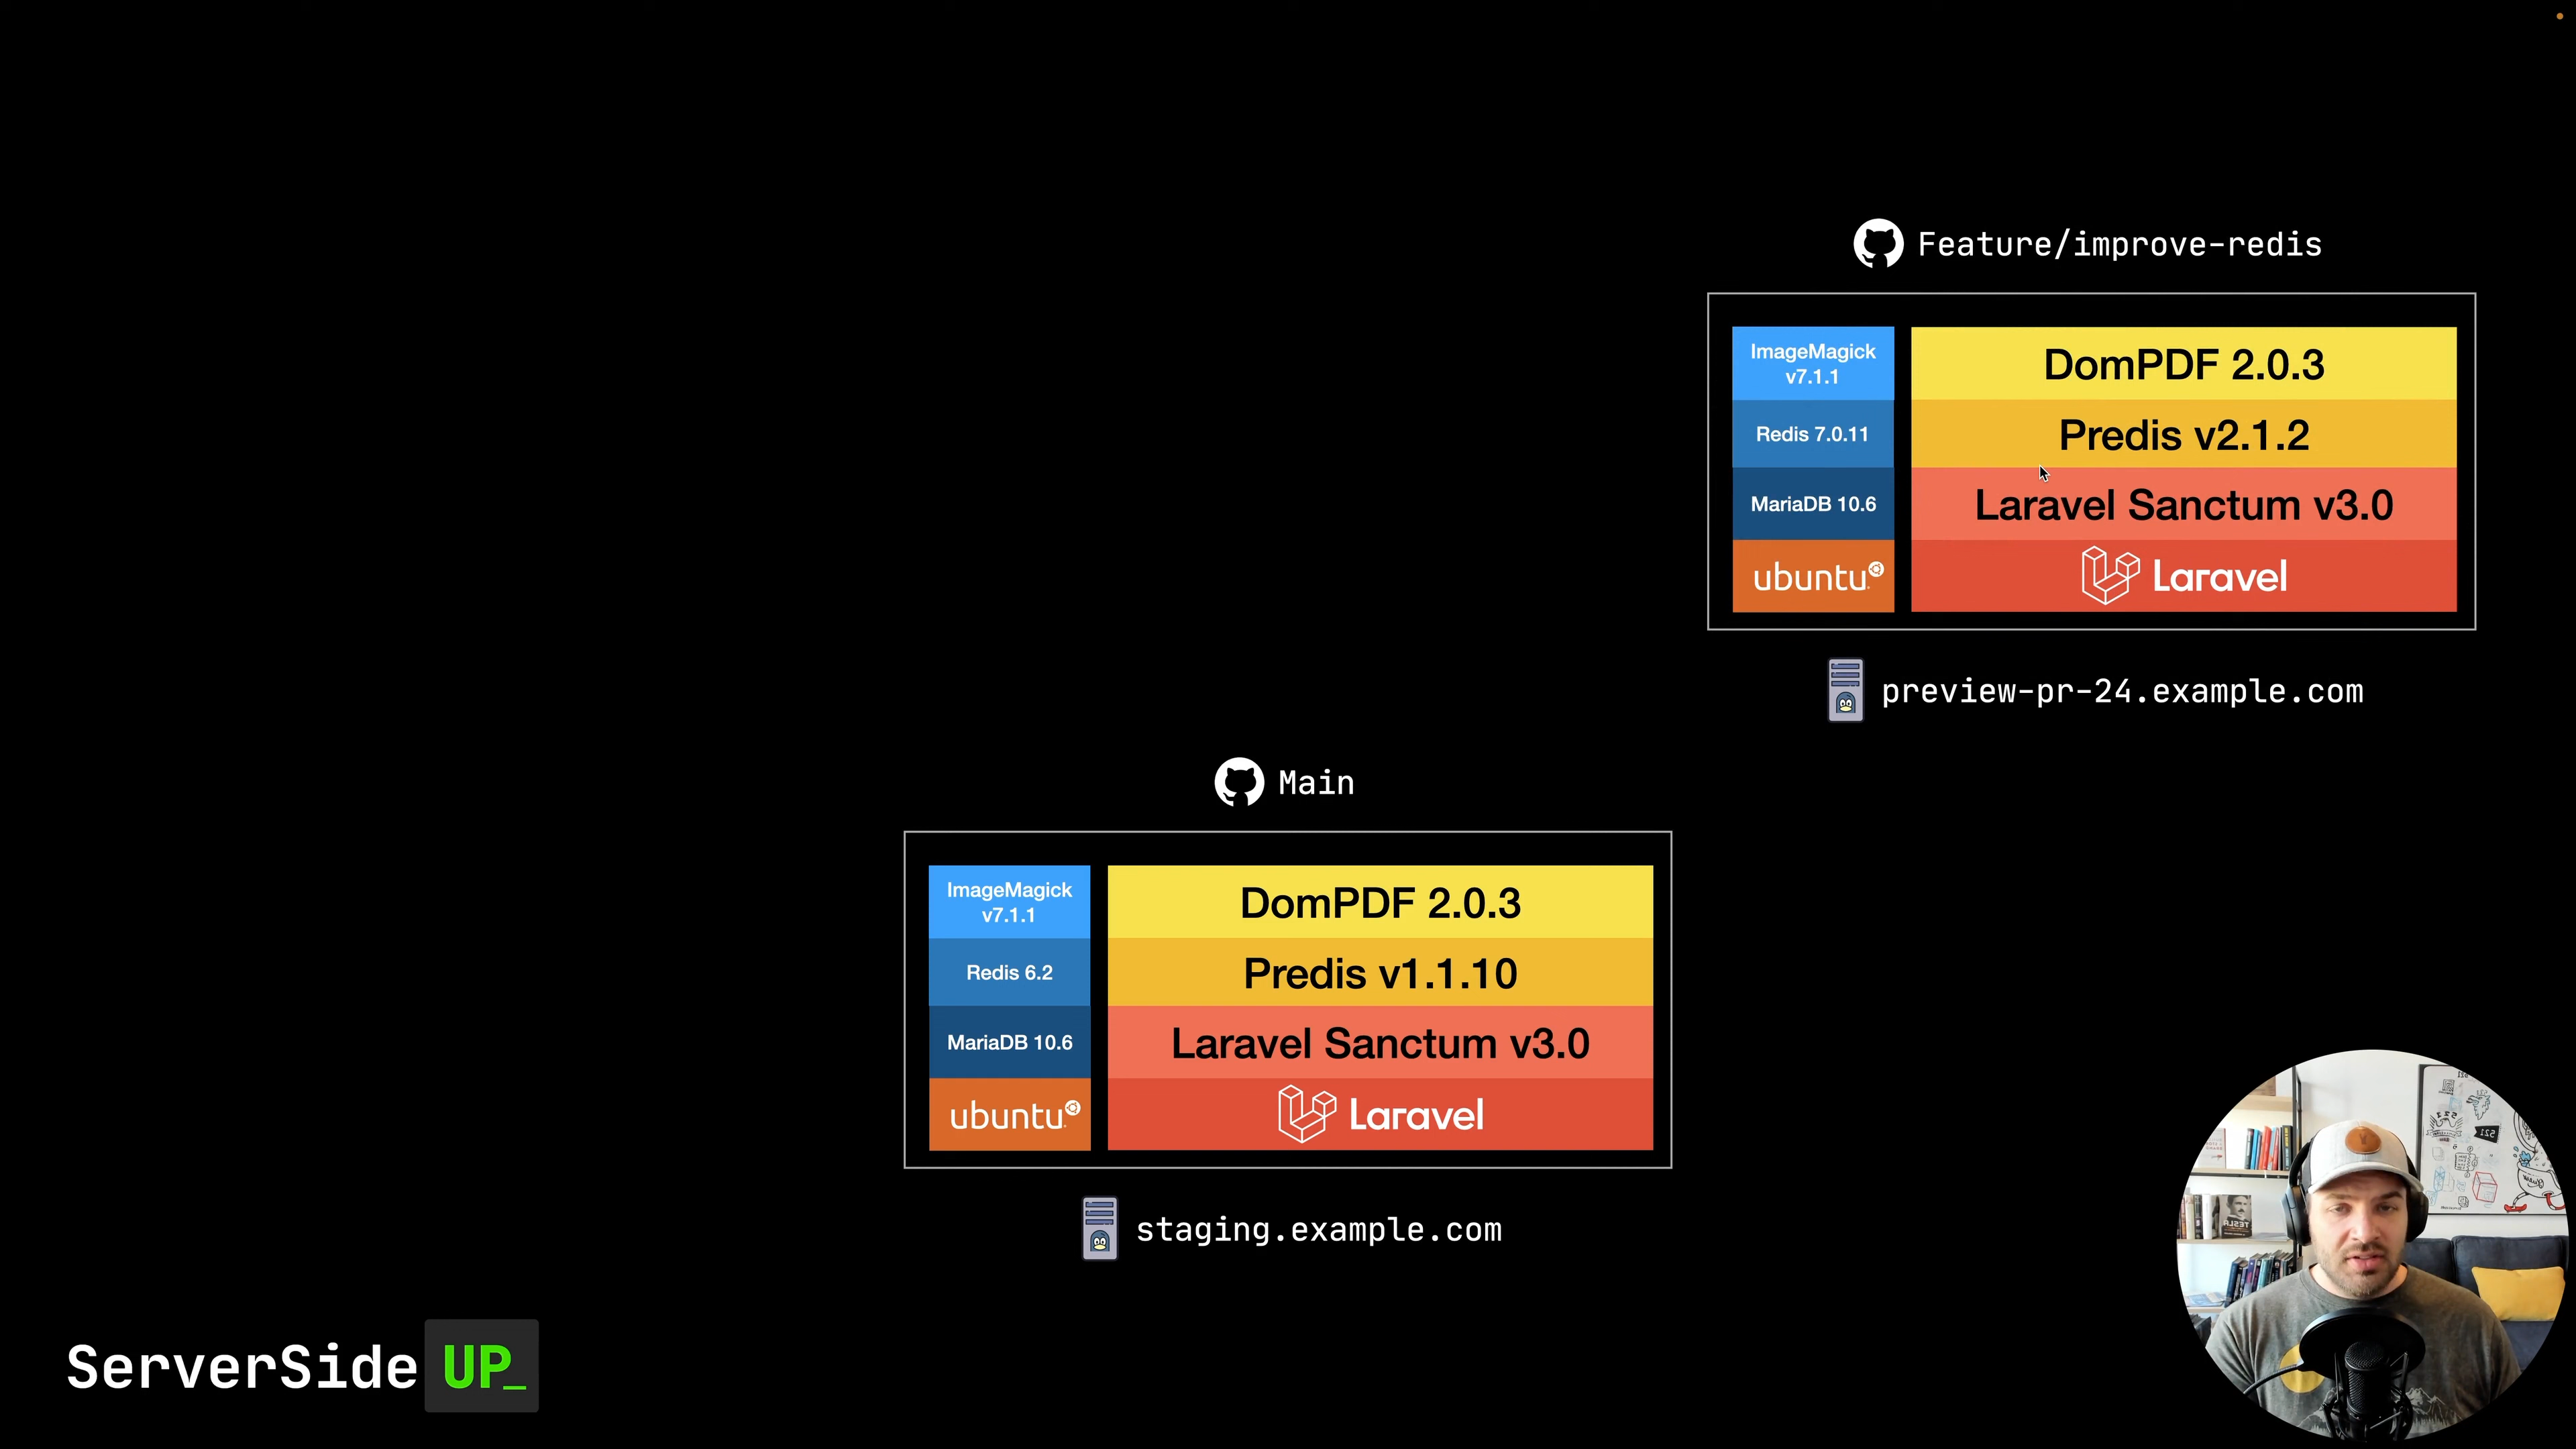 Feature/improve-redis
ImageMagick
v7.1.1
Redis 7.0.11
MariaDB 10.6
ubuntu
DomPDF 2.0.3
Predis v2.1.2
Laravel Sanctum v3.0
Laravel
preview-pr-24.example.com
Main
ImageMagick
v7.1.1
Redis 6.2
MariaDB 10.6
ubuntu
DomPDF 2.0.3
Predis v1.1.10
Laravel Sanctum v3.0
Laravel
staging.example.com
ServerSide UP_
TESLA
521